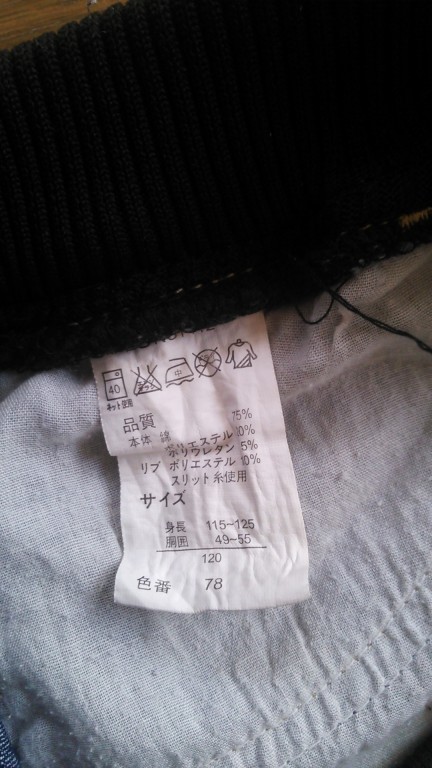 40
ネット使用
中
品質
本体 綿 75%
ポリエステル 0%
ポリウレタン 5%
リブ ポリエステル 10%
スリット糸使用
サイズ
身長 115~125
胴囲 49~55
120
色番 78